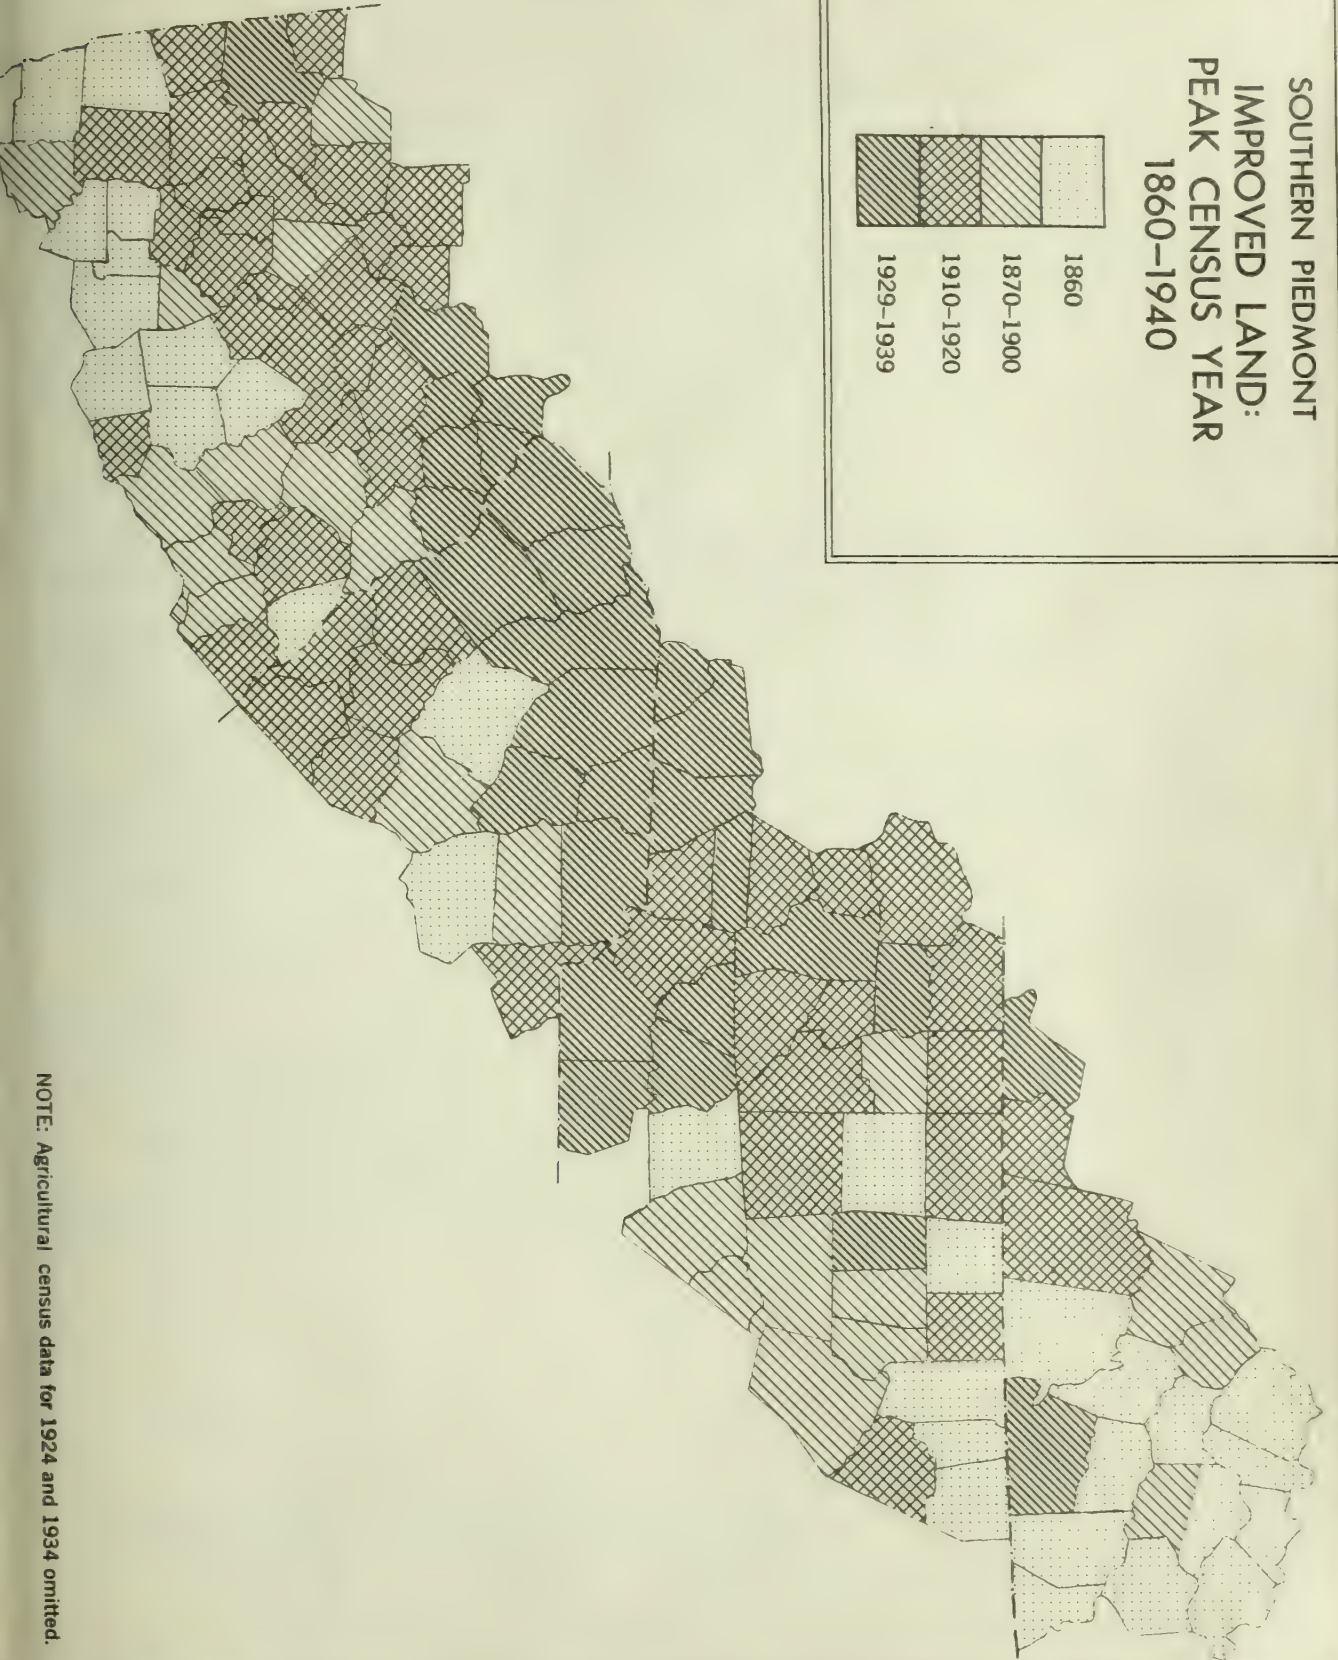 SOUTHERN PIEDMONT
IMPROVED LAND:
PEAK CENSUS YEAR
1860–1940
1860
1870–1900
1910–1920
1929–1939
NOTE: Agricultural census data for 1924 and 1934 omitted.